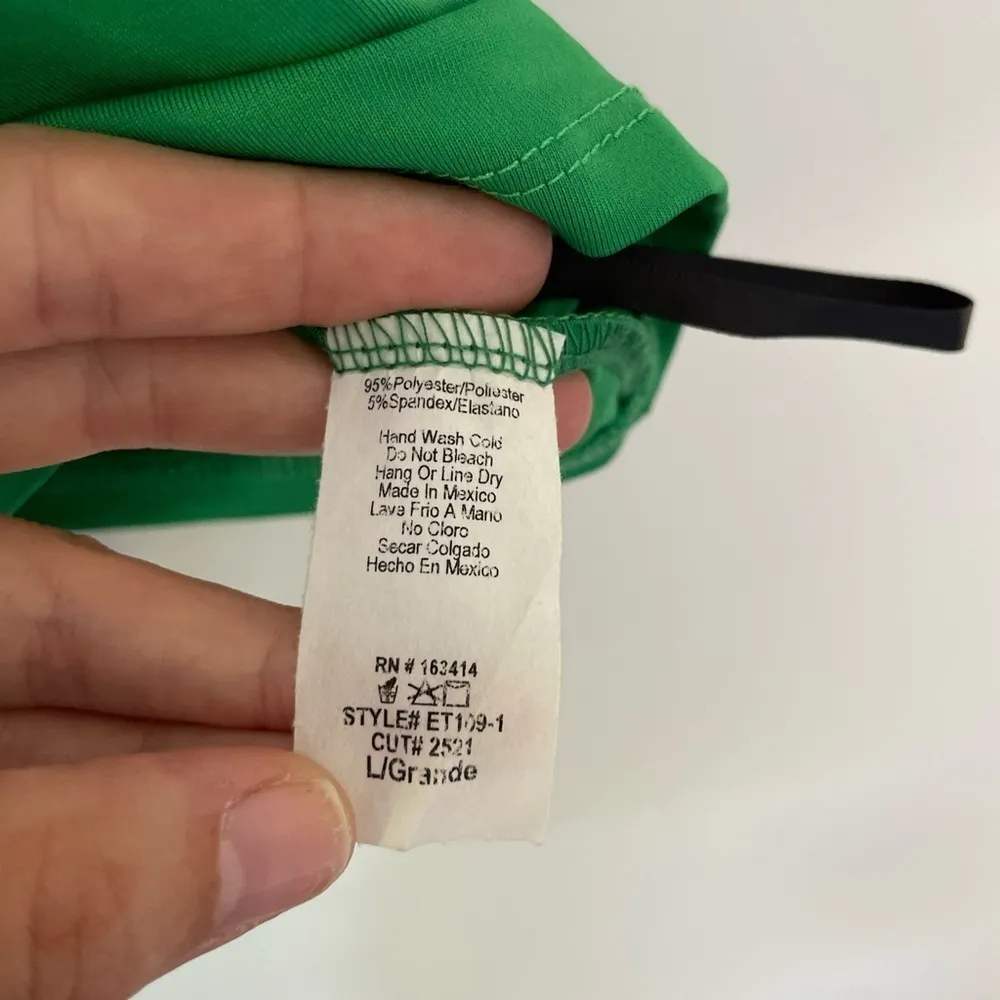 95%Polyester/Poliester
5%Spandex/Elastano
Hand Wash Cold
Do Not Bleach
Hang Or Line Dry
Made In Mexico
Lave Frio A Mano
No Cloro
Secar Colgado
Hecho En Mexico
RN # 163414
STYLE# ET109-1
CUT# 2521
L/Grande